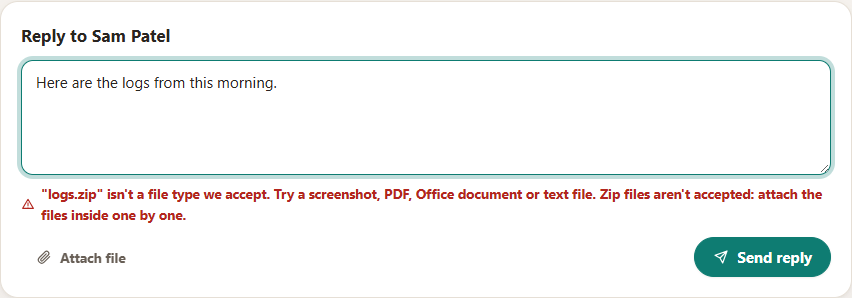 Reply to Sam Patel
Here are the logs from this morning.
"logs.zip" isn't a file type we accept. Try a screenshot, PDF, Office document or text file. Zip files aren't accepted: attach the
files inside one by one.
Attach file
Send reply